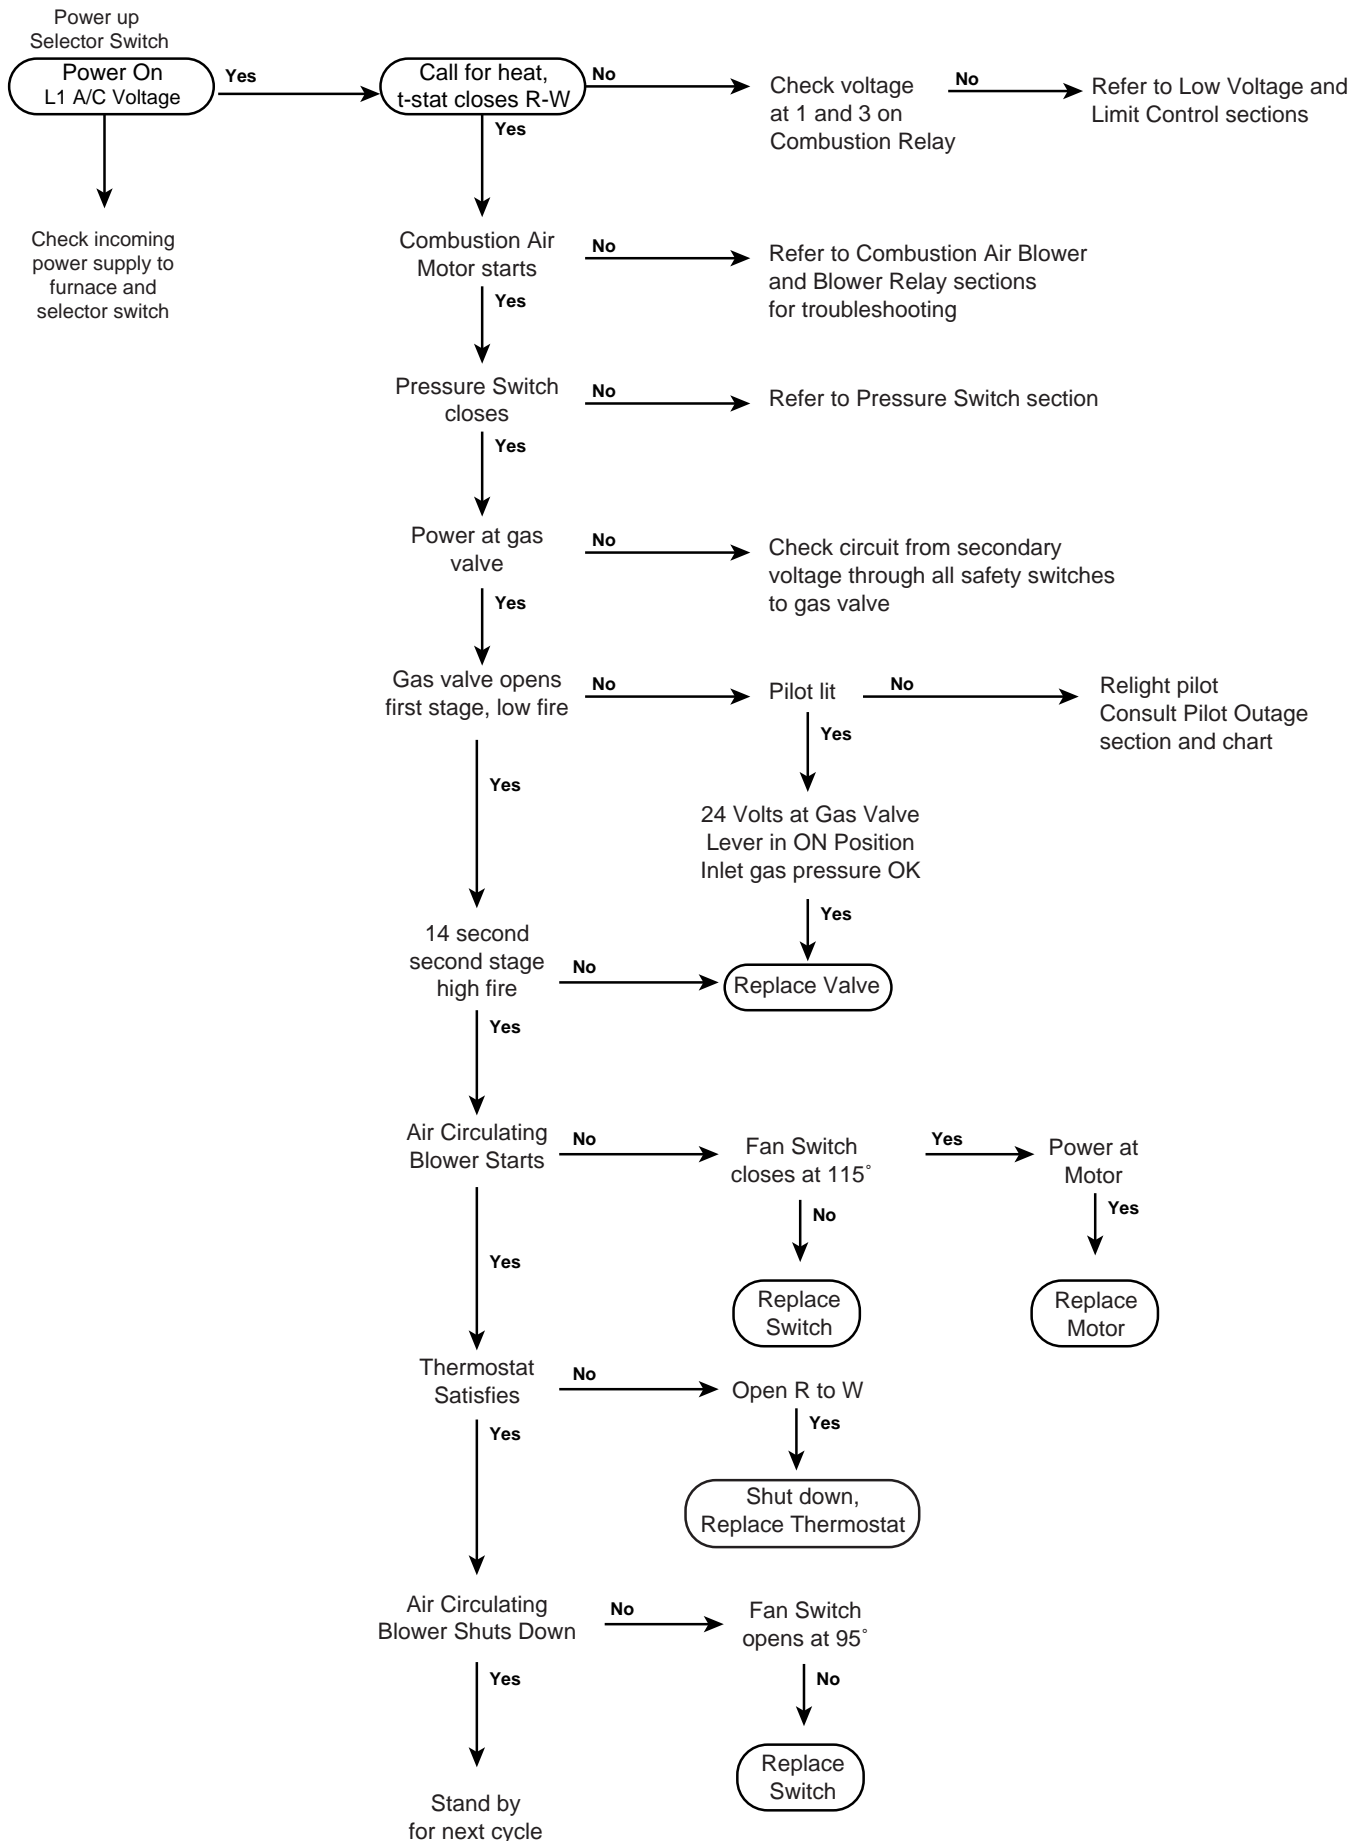 Power up
Selector Switch
Power On
L1 A/C Voltage
Yes
Call for heat,
t-stat closes R-W
No
Check voltage
at 1 and 3 on
Combustion Relay
No
Refer to Low Voltage and
Limit Control sections
Yes
Check incoming
power supply to
furnace and
selector switch
Combustion Air
Motor starts
No
Refer to Combustion Air Blower
and Blower Relay sections
for troubleshooting
Yes
Pressure Switch
closes
No
Refer to Pressure Switch section
Yes
Power at gas
valve
No
Check circuit from secondary
voltage through all safety switches
to gas valve
Yes
Gas valve opens
first stage, low fire
No
Pilot lit
No
Relight pilot
Consult Pilot Outage
section and chart
Yes
Yes
24 Volts at Gas Valve
Lever in ON Position
Inlet gas pressure OK
Yes
14 second
second stage
high fire
No
Replace Valve
Yes
Air Circulating
Blower Starts
No
Fan Switch
closes at 115˚
Yes
Power at
Motor
No
Yes
Yes
Replace
Switch
Replace
Motor
Thermostat
Satisfies
No
Open R to W
Yes
Yes
Shut down,
Replace Thermostat
Air Circulating
Blower Shuts Down
No
Fan Switch
opens at 95˚
Yes
No
Replace
Switch
Stand by
for next cycle